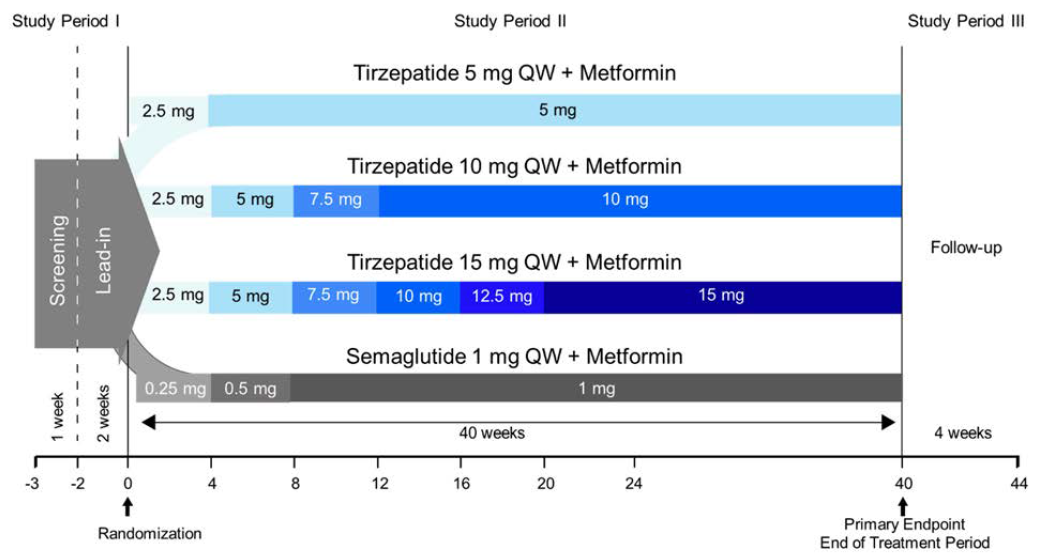 Study Period I
Study Period II
Study Period III
Tirzepatide 5 mg QW + Metformin
2.5 mg
5 mg
Tirzepatide 10 mg QW + Metformin
2.5 mg
5 mg
7.5 mg
10 mg
Screening
Lead-in
Follow-up
Tirzepatide 15 mg QW + Metformin
2.5 mg
5 mg
7.5 mg
10 mg
12.5 mg
15 mg
Semaglutide 1 mg QW + Metformin
0.25 mg
0.5 mg
1 mg
1 week
2 weeks
40 weeks
4 weeks
-3
-2
0
4
8
12
16
20
24
40
44
Randomization
Primary Endpoint
End of Treatment Period